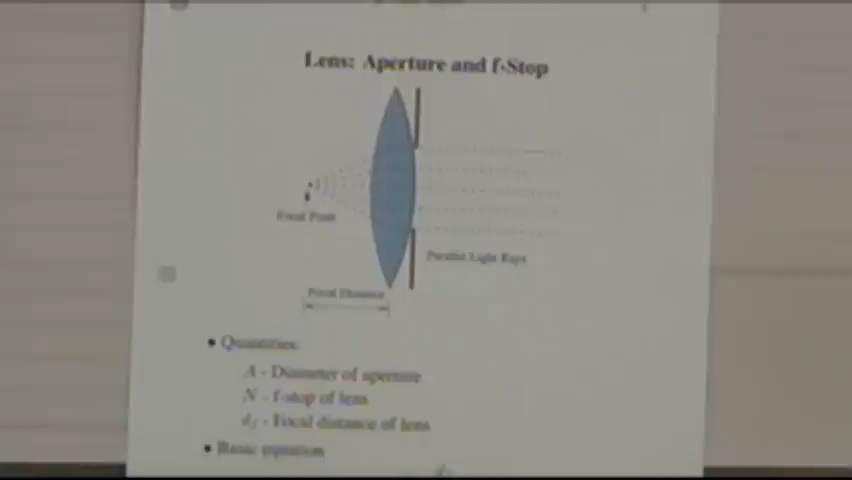 Lens: Aperture and f-Stop
Focal Point
Parallel Light Rays
Focal Distance
• Quantities:
A - Diameter of aperture
N - f-stop of lens
d_f - Focal distance of lens
• Basic equation